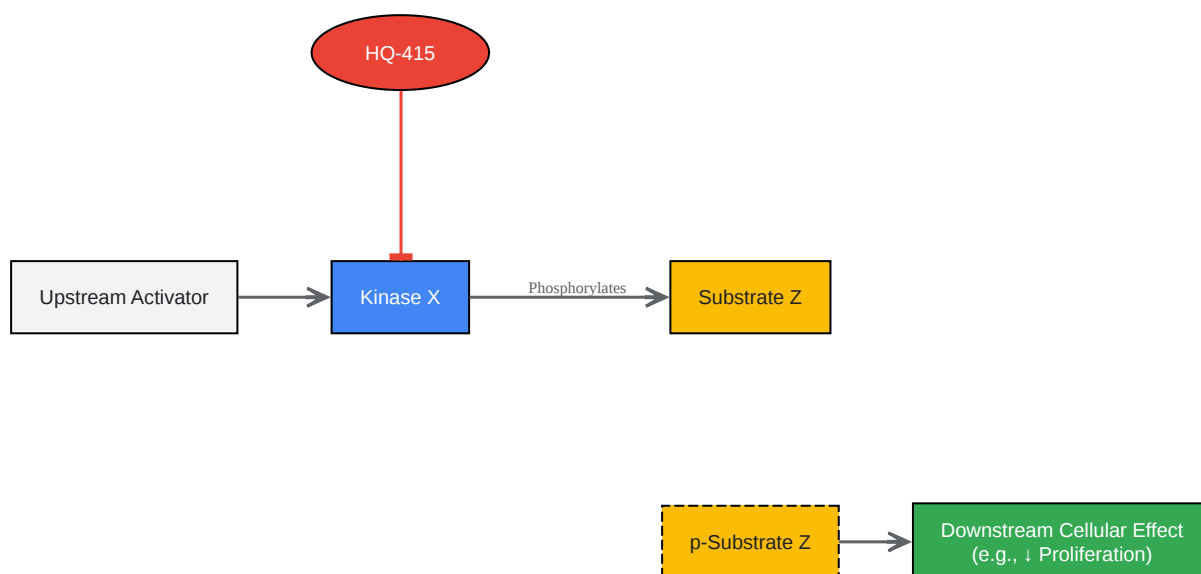 HQ-415
Upstream Activator
Kinase X
Phosphorylates
Substrate Z
p-Substrate Z
Downstream Cellular Effect
(e.g., ↓ Proliferation)